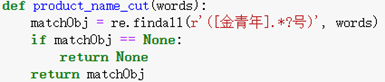 def product_name_cut(words):
    matchObj = re.findall(r'([金青年].*?号)', words)
    if matchObj == None:
        return None
    return matchObj